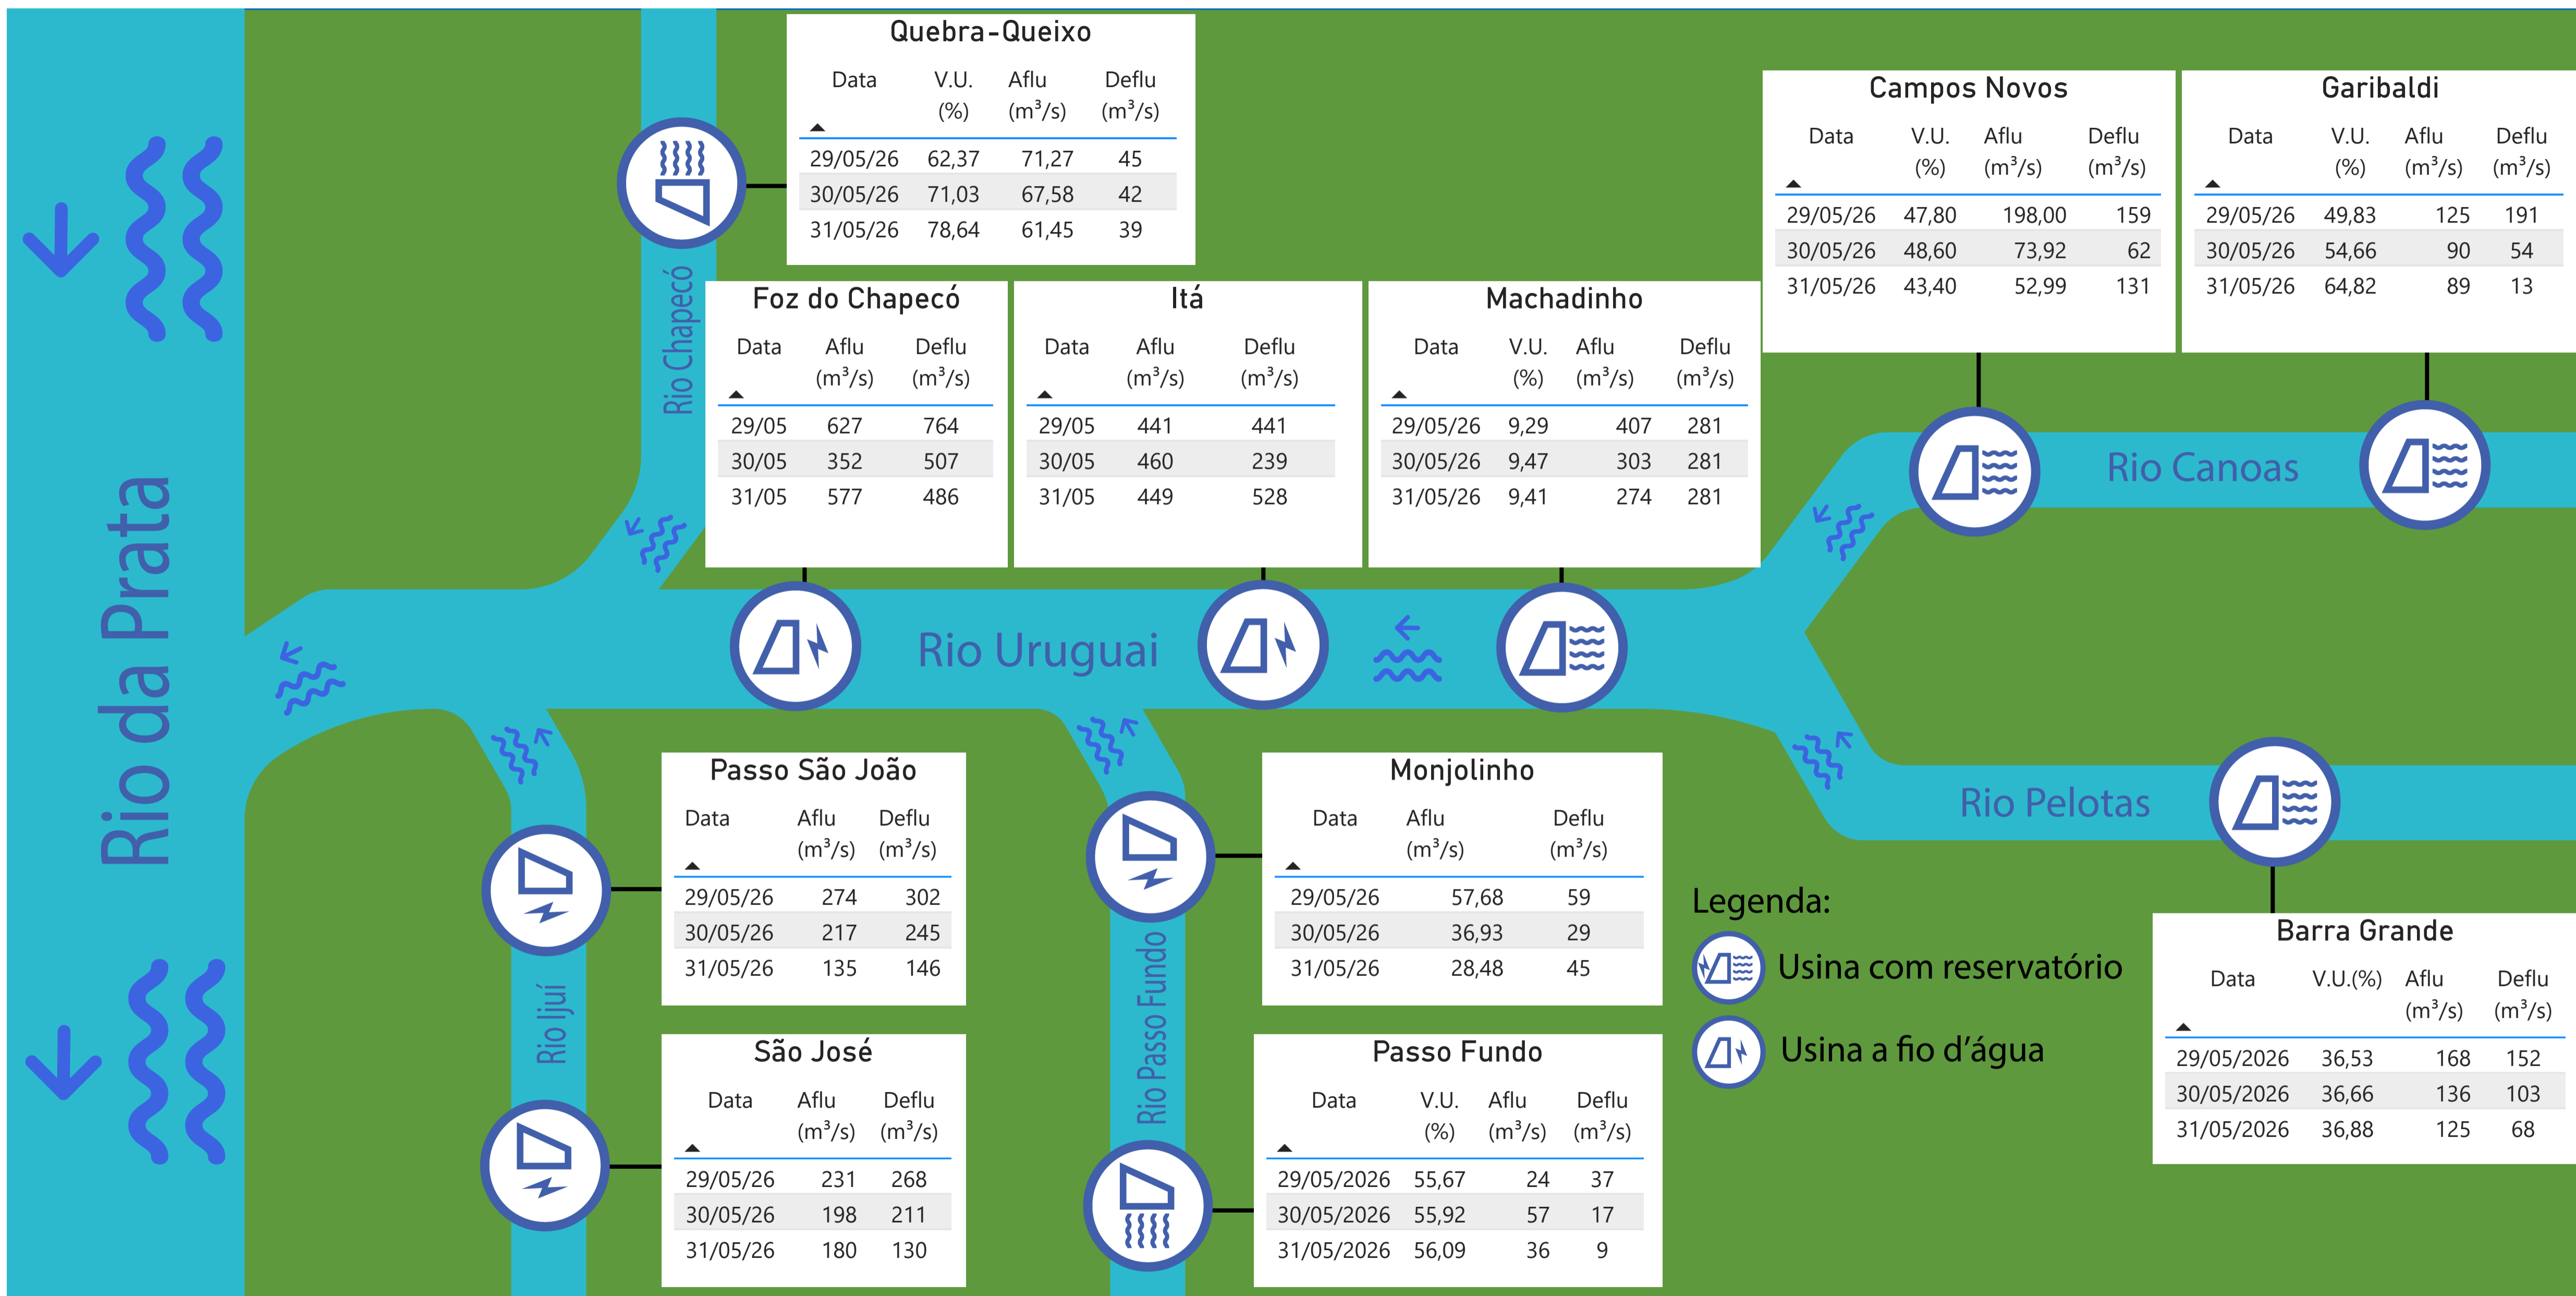 Quebra-Queixo
Data V.U. (%) Aflu (m³/s) Deflu (m³/s)
29/05/26 62,37 71,27 45
30/05/26 71,03 67,58 42
31/05/26 78,64 61,45 39
Campos Novos
Data V.U. (%) Aflu (m³/s) Deflu (m³/s)
29/05/26 47,80 198,00 159
30/05/26 48,60 73,92 62
31/05/26 43,40 52,99 131
Garibaldi
Data V.U. (%) Aflu (m³/s) Deflu (m³/s)
29/05/26 49,83 125 191
30/05/26 54,66 90 54
31/05/26 64,82 89 13
Foz do Chapecó
Data Aflu (m³/s) Deflu (m³/s)
29/05 627 764
30/05 352 507
31/05 577 486
Itá
Data Aflu (m³/s) Deflu (m³/s)
29/05 441 441
30/05 460 239
31/05 449 528
Machadinho
Data V.U. (%) Aflu (m³/s) Deflu (m³/s)
29/05/26 9,29 407 281
30/05/26 9,47 303 281
31/05/26 9,41 274 281
Rio Chapecó
Rio da Prata
Rio Canoas
Rio Uruguai
Rio Pelotas
Passo São João
Data Aflu (m³/s) Deflu (m³/s)
29/05/26 274 302
30/05/26 217 245
31/05/26 135 146
Monjolinho
Data Aflu (m³/s) Deflu (m³/s)
29/05/26 57,68 59
30/05/26 36,93 29
31/05/26 28,48 45
Rio Ijuí
Rio Passo Fundo
Legenda:
Usina com reservatório
Usina a fio d'água
Barra Grande
Data V.U.(%) Aflu (m³/s) Deflu (m³/s)
29/05/2026 36,53 168 152
30/05/2026 36,66 136 103
31/05/2026 36,88 125 68
São José
Data Aflu (m³/s) Deflu (m³/s)
29/05/26 231 268
30/05/26 198 211
31/05/26 180 130
Passo Fundo
Data V.U. (%) Aflu (m³/s) Deflu (m³/s)
29/05/2026 55,67 24 37
30/05/2026 55,92 57 17
31/05/2026 56,09 36 9